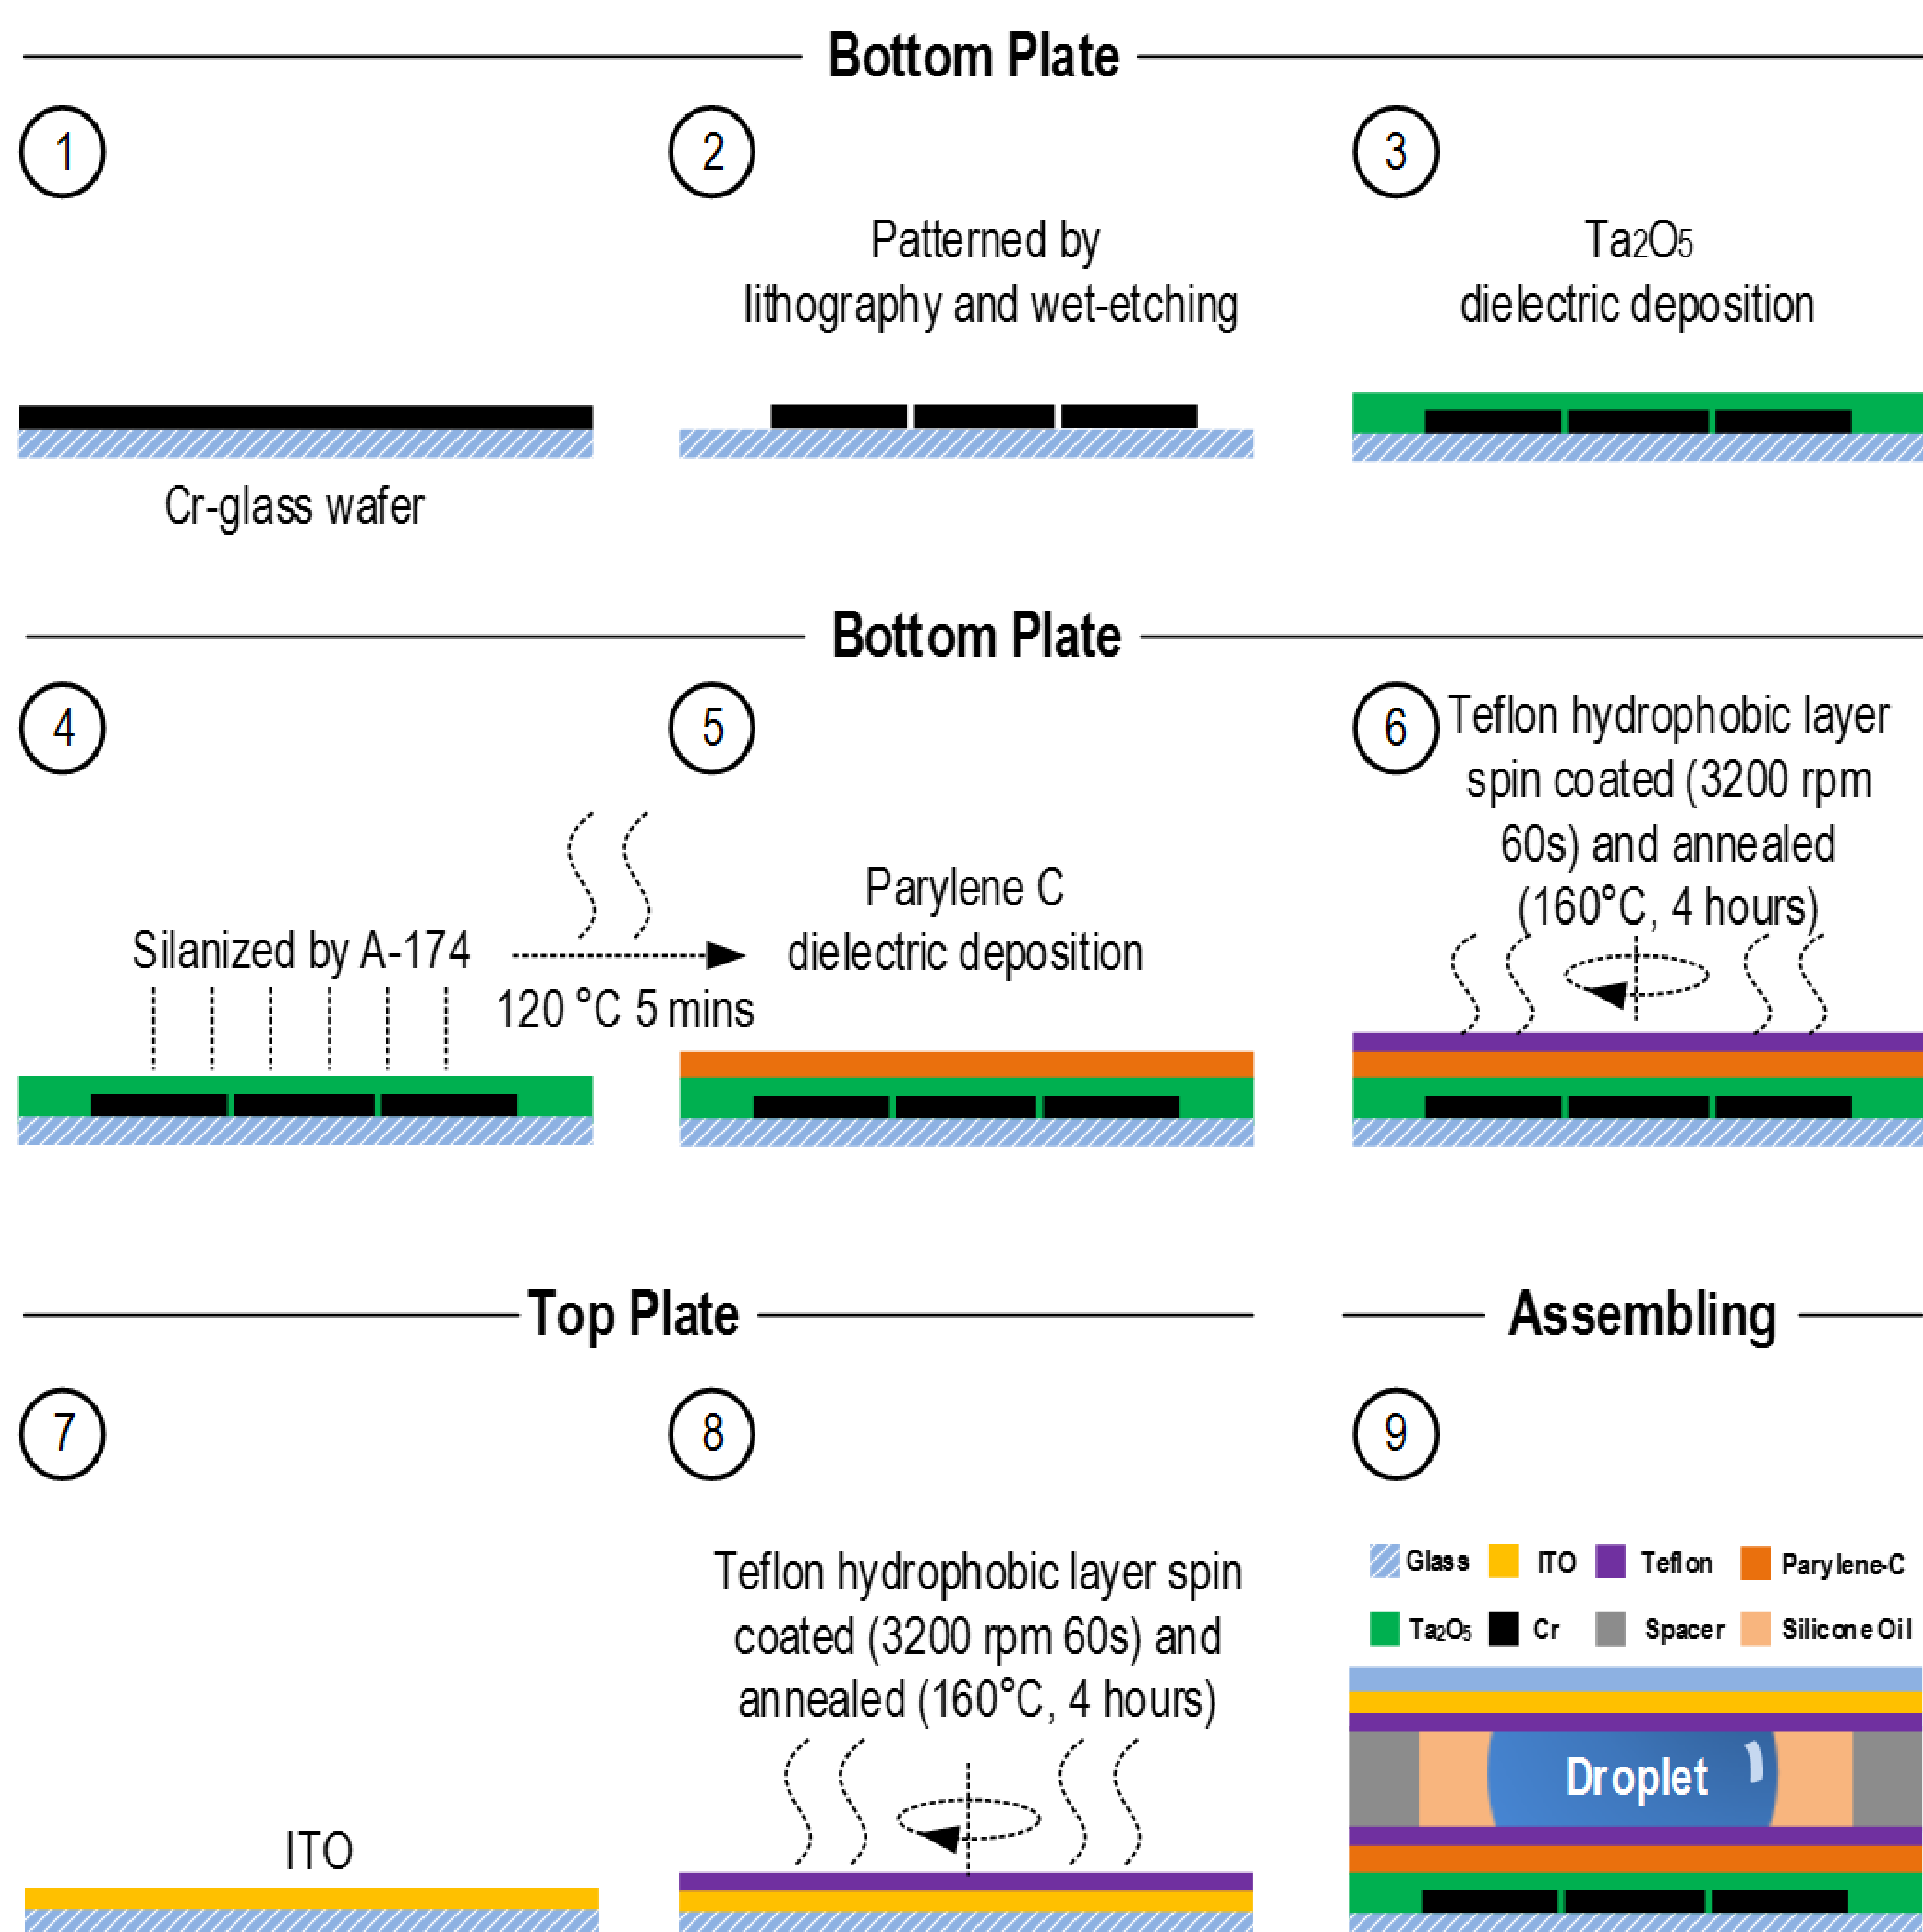 Bottom Plate
1
2
3
Patterned by
lithography and wet-etching
Ta2O5
dielectric deposition
Cr-glass wafer
Bottom Plate
4
5
6
Teflon hydrophobic layer
spin coated (3200 rpm
60s) and annealed
(160°C, 4 hours)
Silanized by A-174
120 °C 5 mins
Parylene C
dielectric deposition
Top Plate
Assembling
7
8
9
ITO
Teflon hydrophobic layer spin
coated (3200 rpm 60s) and
annealed (160°C, 4 hours)
Glass ITO Teflon Parylene-C
Ta2O5 Cr Spacer Silicone Oil
Droplet